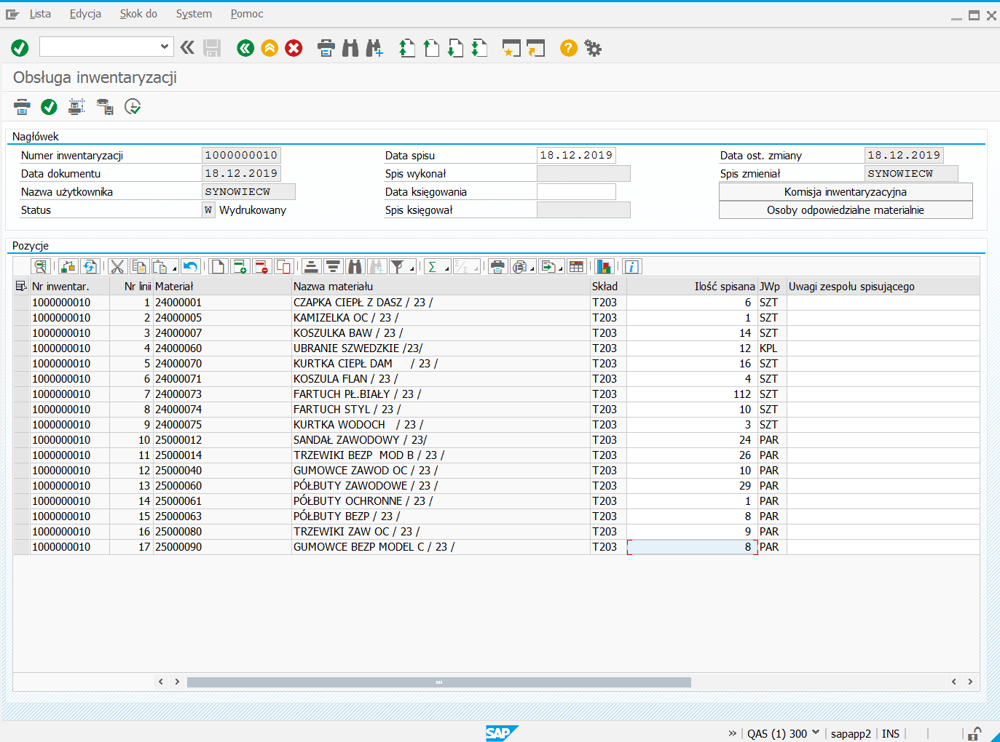 Lista Edycja Skok do System Pomoc
Obsługa inwentaryzacji
Nagłówek
Numer inwentaryzacji 1000000010 Data spisu 18.12.2019 Data ost. zmiany 18.12.2019
Data dokumentu 18.12.2019 Spis wykonał Spis zmieniał SYNOWIECW
Nazwa użytkownika SYNOWIECW Data księgowania Komisja inwentaryzacyjna
Status W Wydrukowany Spis księgował Osoby odpowiedzialne materialnie
Pozycje
Nr inwentar. Nr linii Materiał Nazwa materiału Skład Ilość spisana JWp Uwagi zespołu spisującego
1000000010 1 24000001 CZAPKA CIEPŁ Z DASZ / 23 / T203 6 SZT
1000000010 2 24000005 KAMIZELKA OC / 23 / T203 1 SZT
1000000010 3 24000007 KOSZULKA BAW / 23 / T203 14 SZT
1000000010 4 24000060 UBRANIE SZWEDZKIE /23/ T203 12 KPL
1000000010 5 24000070 KURTKA CIEPŁ DAM / 23 / T203 16 SZT
1000000010 6 24000071 KOSZULA FLAN / 23 / T203 4 SZT
1000000010 7 24000073 FARTUCH PŁ.BIAŁY / 23 / T203 112 SZT
1000000010 8 24000074 FARTUCH STYL / 23 / T203 10 SZT
1000000010 9 24000075 KURTKA WODOCH / 23 / T203 3 SZT
1000000010 10 25000012 SANDAŁ ZAWODOWY / 23/ T203 24 PAR
1000000010 11 25000014 TRZEWIKI BEZP MOD B / 23 / T203 26 PAR
1000000010 12 25000040 GUMOWCE ZAWOD OC / 23 / T203 10 PAR
1000000010 13 25000060 PÓŁBUTY ZAWODOWE / 23 / T203 29 PAR
1000000010 14 25000061 PÓŁBUTY OCHRONNE / 23 / T203 1 PAR
1000000010 15 25000063 PÓŁBUTY BEZP / 23 / T203 8 PAR
1000000010 16 25000080 TRZEWIKI ZAW OC / 23 / T203 9 PAR
1000000010 17 25000090 GUMOWCE BEZP MODEL C / 23 / T203 8 PAR
SAP QAS (1) 300 sapapp2 INS